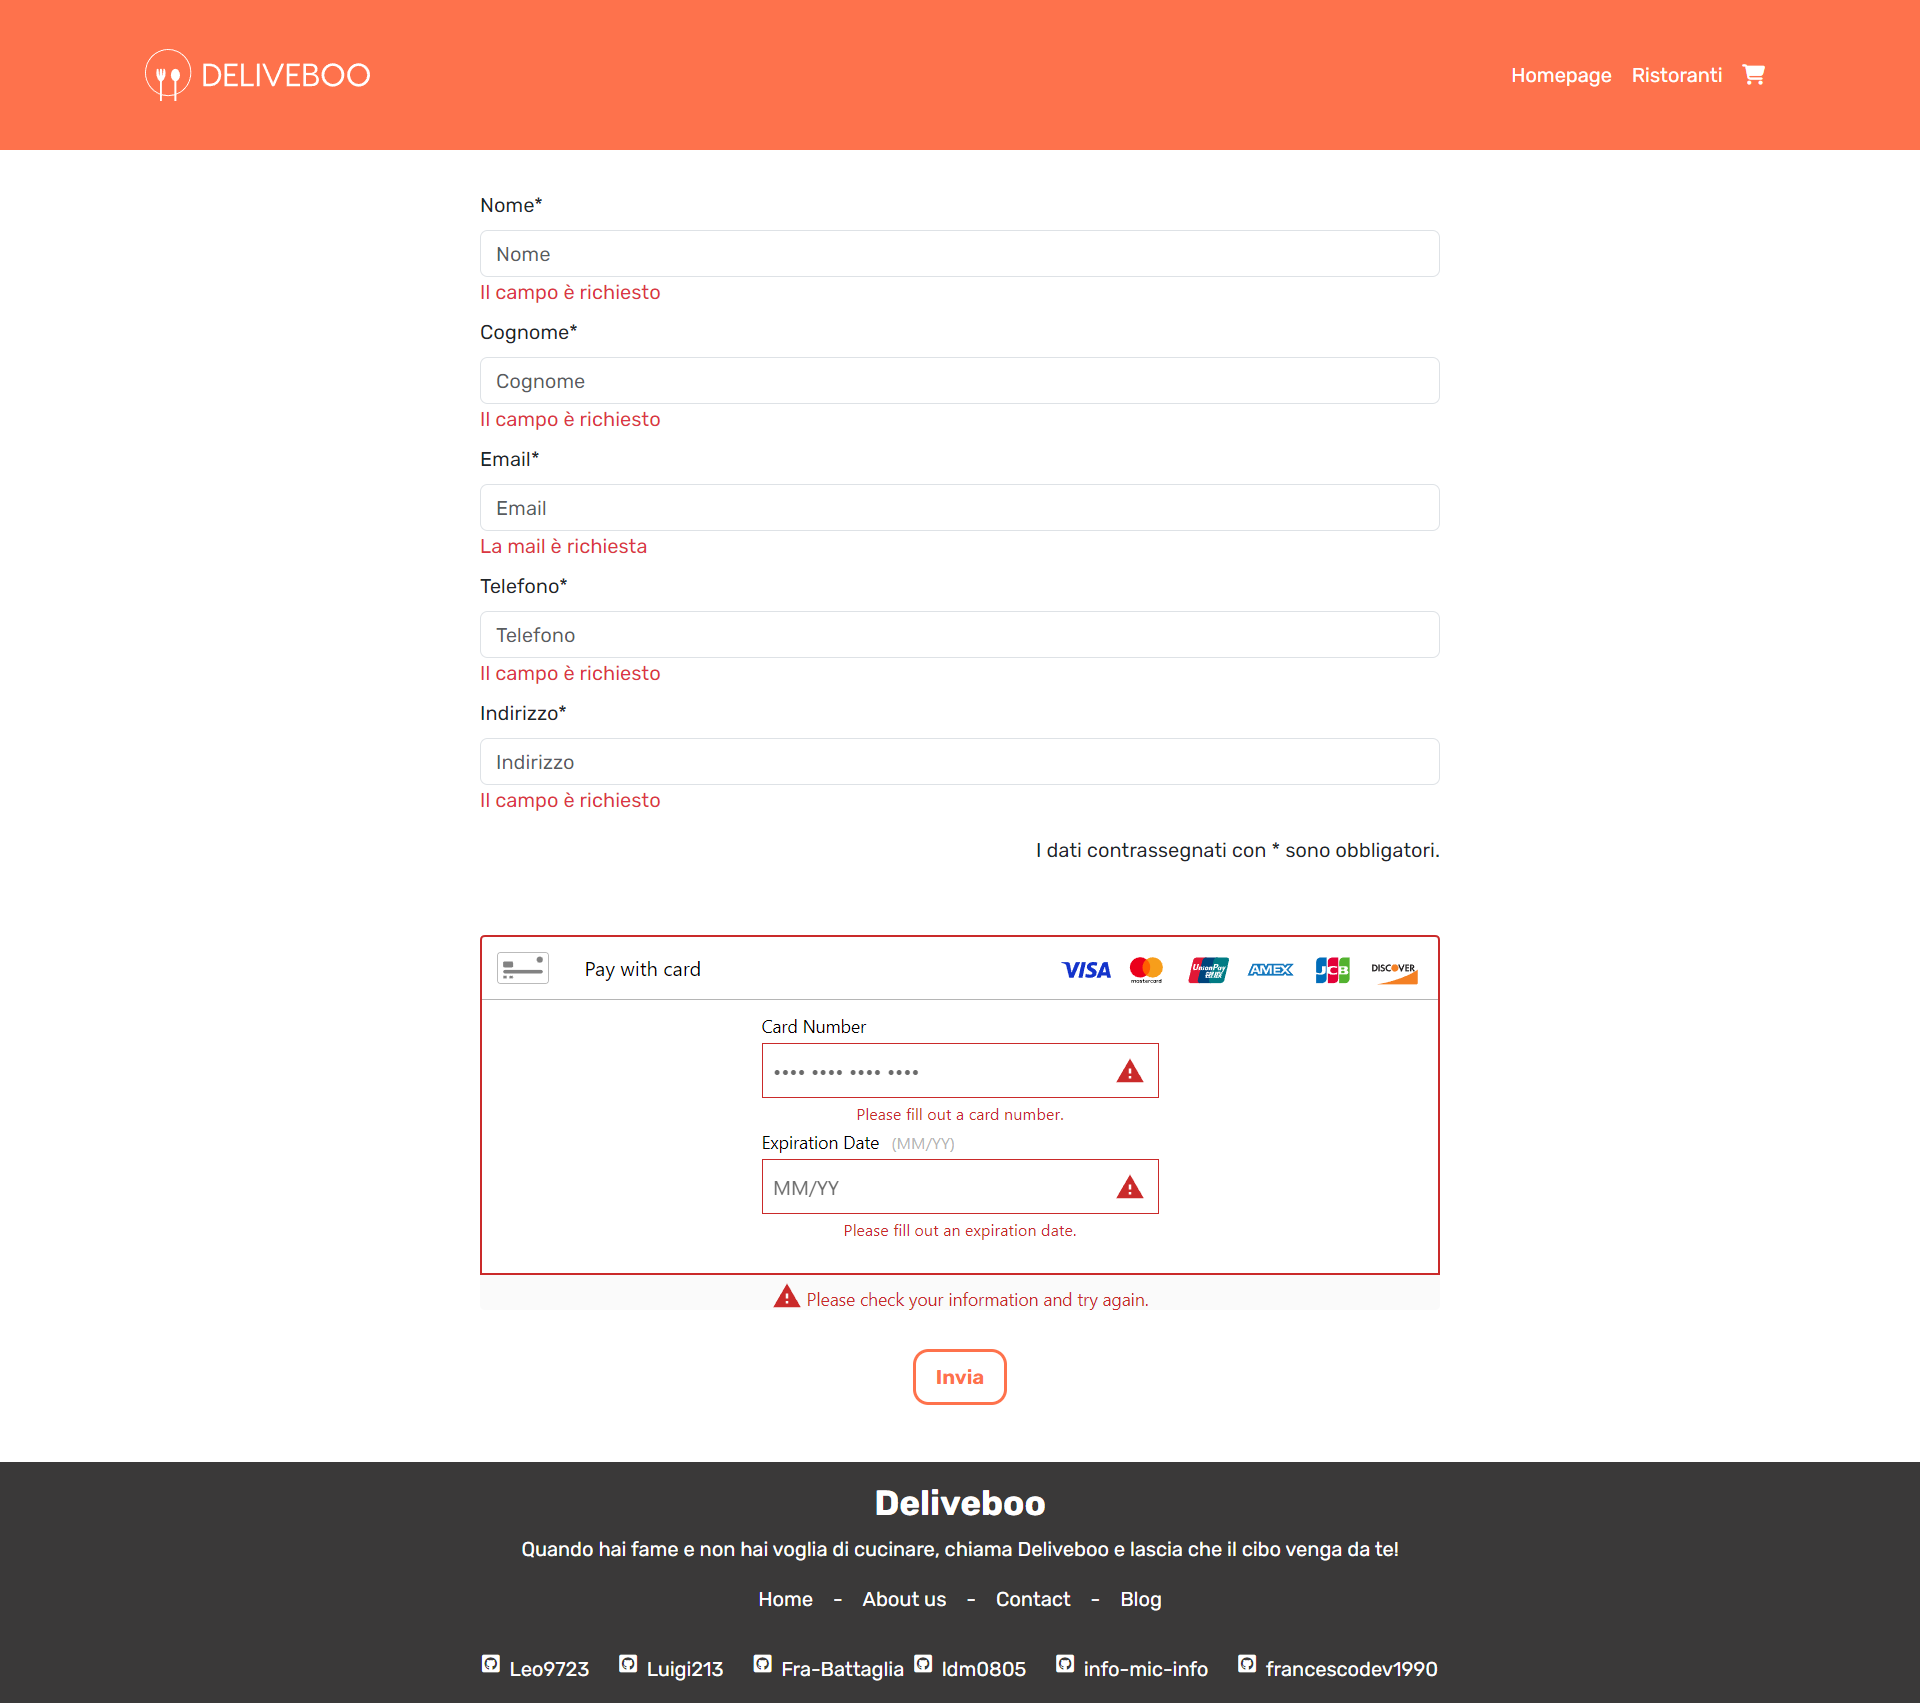 DELIVEBOO
Homepage Ristoranti
Nome*
Nome
Il campo è richiesto
Cognome*
Cognome
Il campo è richiesto
Email*
Email
La mail è richiesta
Telefono*
Telefono
Il campo è richiesto
Indirizzo*
Indirizzo
Il campo è richiesto
I dati contrassegnati con * sono obbligatori.
Pay with card VISA mastercard UnionPay 银联 AMEX JCB DISCOVER
Card Number
•••• •••• •••• ••••
Please fill out a card number.
Expiration Date (MM/YY)
MM/YY
Please fill out an expiration date.
Please check your information and try again.
Invia
Deliveboo
Quando hai fame e non hai voglia di cucinare, chiama Deliveboo e lascia che il cibo venga da te!
Home - About us - Contact - Blog
Leo9723 Luigi213 Fra-Battaglia ldm0805 info-mic-info francescodev1990